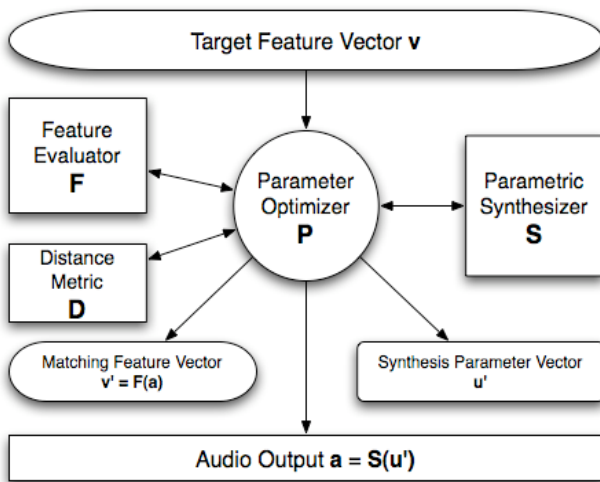 Target Feature Vector v
Feature
Evaluator
F
Parameter
Optimizer
P
Parametric
Synthesizer
S
Distance
Metric
D
Matching Feature Vector
v' = F(a)
Synthesis Parameter Vector
u'
Audio Output a = S(u')